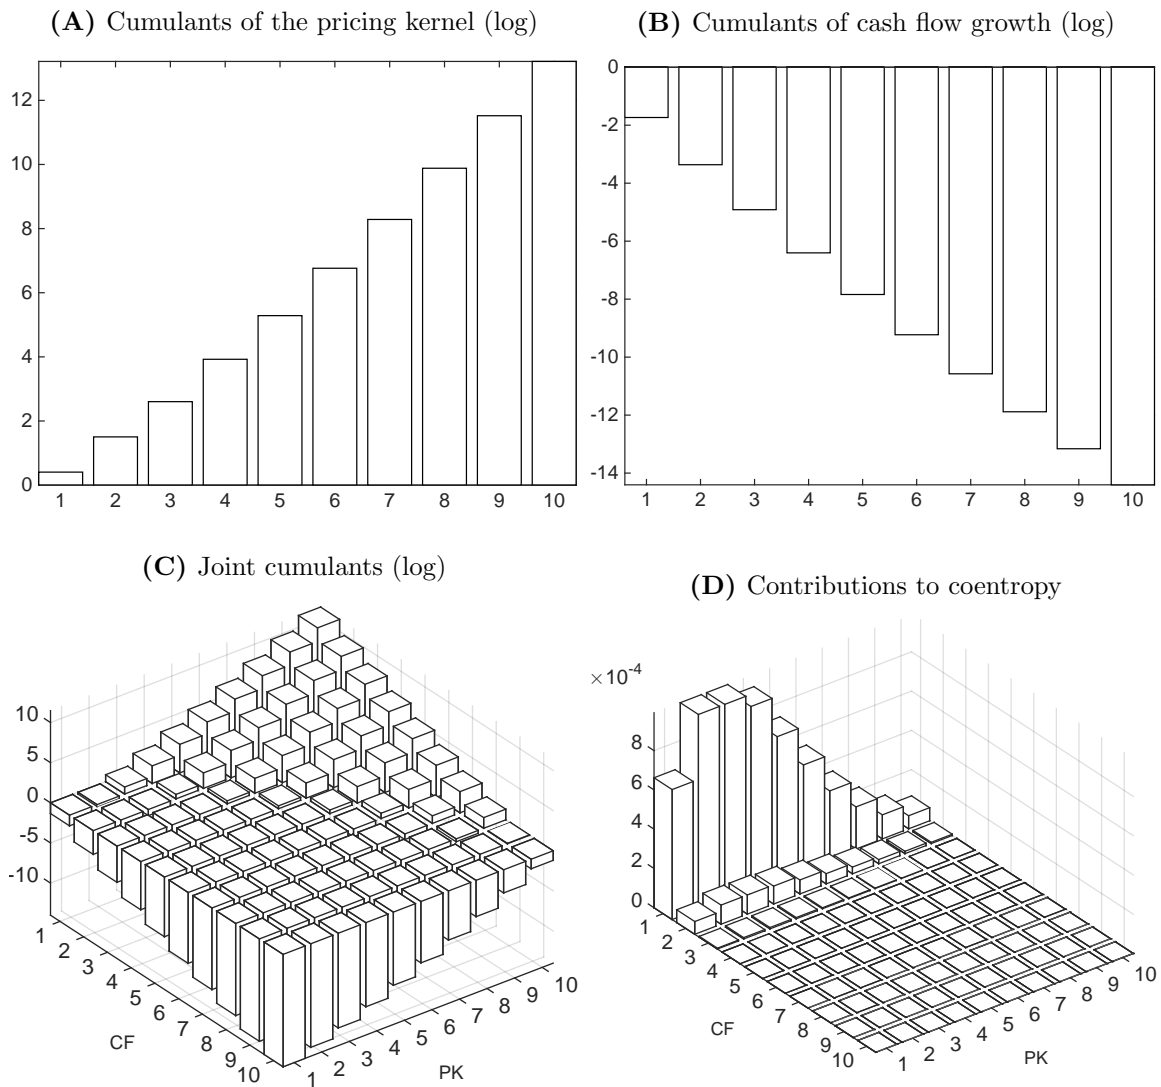 (A) Cumulants of the pricing kernel (log)
12
10
8
6
4
2
0
1 2 3 4 5 6 7 8 9 10
(B) Cumulants of cash flow growth (log)
0
-2
-4
-6
-8
-10
-12
-14
1 2 3 4 5 6 7 8 9 10
(C) Joint cumulants (log)
10
5
0
-5
-10
1 2 3 4 5 6 7 8 9 10
CF
1 2 3 4 5 6 7 8 9 10
PK
(D) Contributions to coentropy
×10-4
8
6
4
2
0
1 2 3 4 5 6 7 8 9 10
CF
1 2 3 4 5 6 7 8 9 10
PK